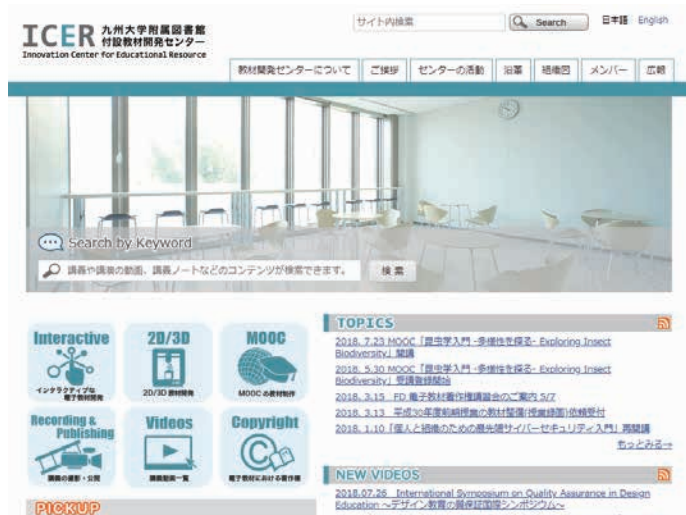 ICER 九州大学附属図書館
付設教材開発センター
Innovation Center for Educational Resource
サイト内検索
Search
日本語 English
教材開発センターについて ご挨拶 センターの活動 沿革 組織図 メンバー 広報
Search by Keyword
講義や講演の動画、講義ノートなどのコンテンツが検索できます。 検索
Interactive
インタラクティブな
電子教材開発
2D/3D
2D/3D 教材開発
MOOC
MOOC の教材制作
Recording &
Publishing
講義の撮影・公開
Videos
講義動画一覧
Copyright
電子教材における著作権
PICKUP
TOPICS
2018. 7.23 MOOC「昆虫学入門 -多様性を探る- Exploring Insect
Biodiversity」開講
2018. 5.30 MOOC「昆虫学入門 -多様性を探る- Exploring Insect
Biodiversity」受講登録開始
2018. 3.15 FD 電子教材著作権講習会のご案内 5/7
2018. 3.13 平成30年度前期授業の教材整備(授業録画)依頼受付
2018. 1.10「個人と組織のための最先端サイバーセキュリティ入門」再開講
もっとみる→
NEW VIDEOS
2018.07.26 International Symposium on Quality Assurance in Design
Education ～デザイン教育の質保証国際シンポジウム～